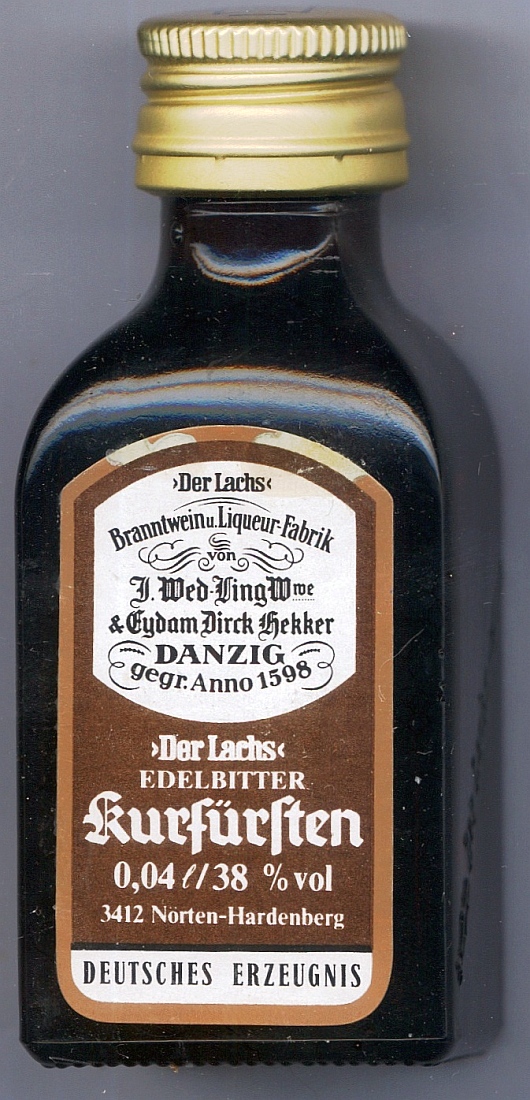 ›Der Lachs‹
Branntwein u. Liqueur-Fabrik
von
J. Wed-Ling Wwe
& Eydam Dirck Hekker
DANZIG
gegr. Anno 1598
›Der Lachs‹
EDELBITTER
Kurfürſten
0,04 ℓ/38 % vol
3412 Nörten-Hardenberg
DEUTSCHES ERZEUGNIS